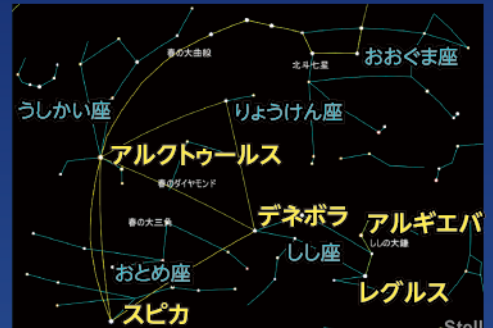 春の大曲線
北斗七星
おおぐま座
うしかい座
りょうけん座
アルクトゥールス
春のダイヤモンド
デネボラ
アルギエバ
春の大三角
ししの大鎌
しし座
おとめ座
レグルス
スピカ
Stell